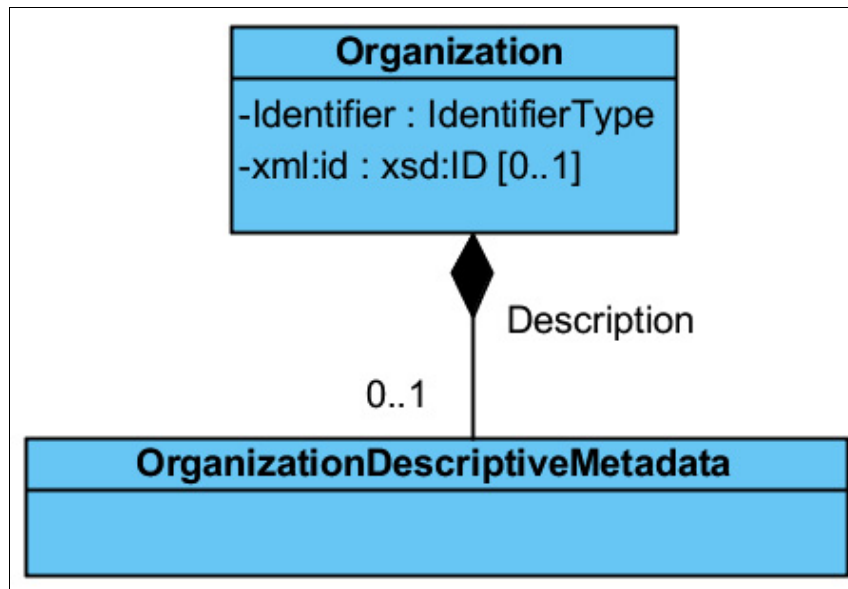 Organization
-Identifier : IdentifierType
-xml:id : xsd:ID [0..1]
Description
0..1
OrganizationDescriptiveMetadata